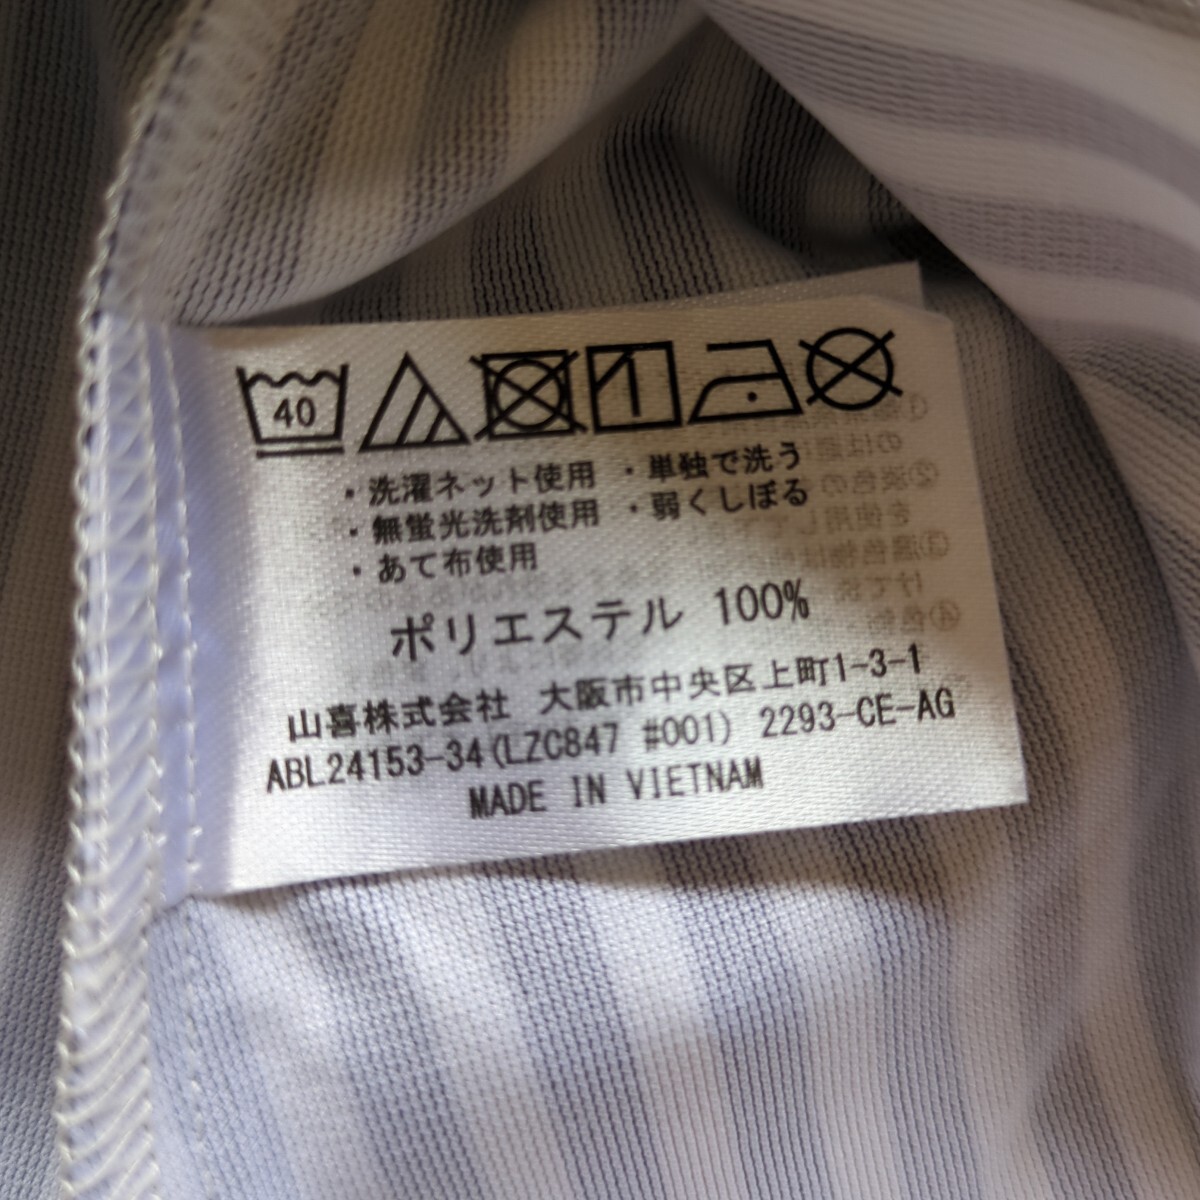 40
・洗濯ネット使用 ・単独で洗う
・無蛍光洗剤使用 ・弱くしぼる
・あて布使用
ポリエステル 100%
山喜株式会社 大阪市中央区上町1-3-1
ABL24153-34(LZC847 #001) 2293-CE-AG
MADE IN VIETNAM